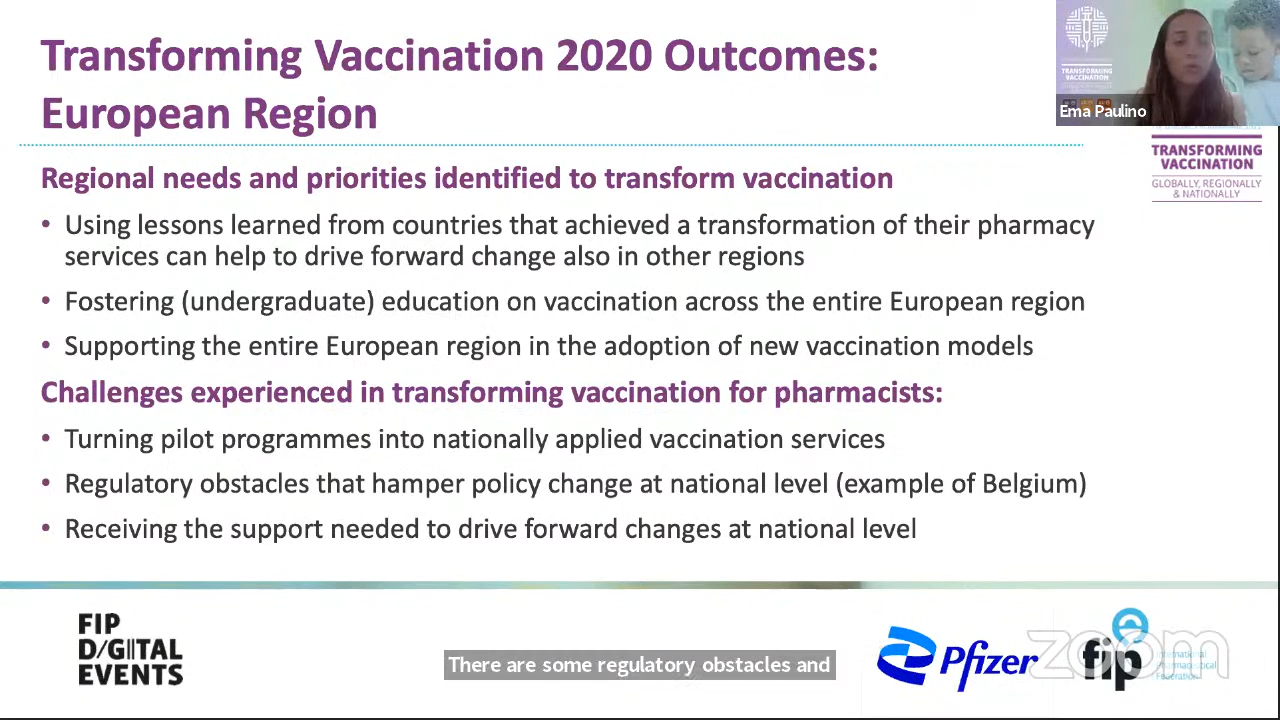 Transforming Vaccination 2020 Outcomes:
European Region
TRANSFORMING
VACCINATION
Ema Paulino
TRANSFORMING
VACCINATION
GLOBALLY, REGIONALLY
& NATIONALLY
Regional needs and priorities identified to transform vaccination
• Using lessons learned from countries that achieved a transformation of their pharmacy
services can help to drive forward change also in other regions
• Fostering (undergraduate) education on vaccination across the entire European region
• Supporting the entire European region in the adoption of new vaccination models
Challenges experienced in transforming vaccination for pharmacists:
• Turning pilot programmes into nationally applied vaccination services
• Regulatory obstacles that hamper policy change at national level (example of Belgium)
• Receiving the support needed to drive forward changes at national level
FIP
DIGITAL
EVENTS
There are some regulatory obstacles and
Pfizer
fip
International
Pharmaceutical
Federation
zoom